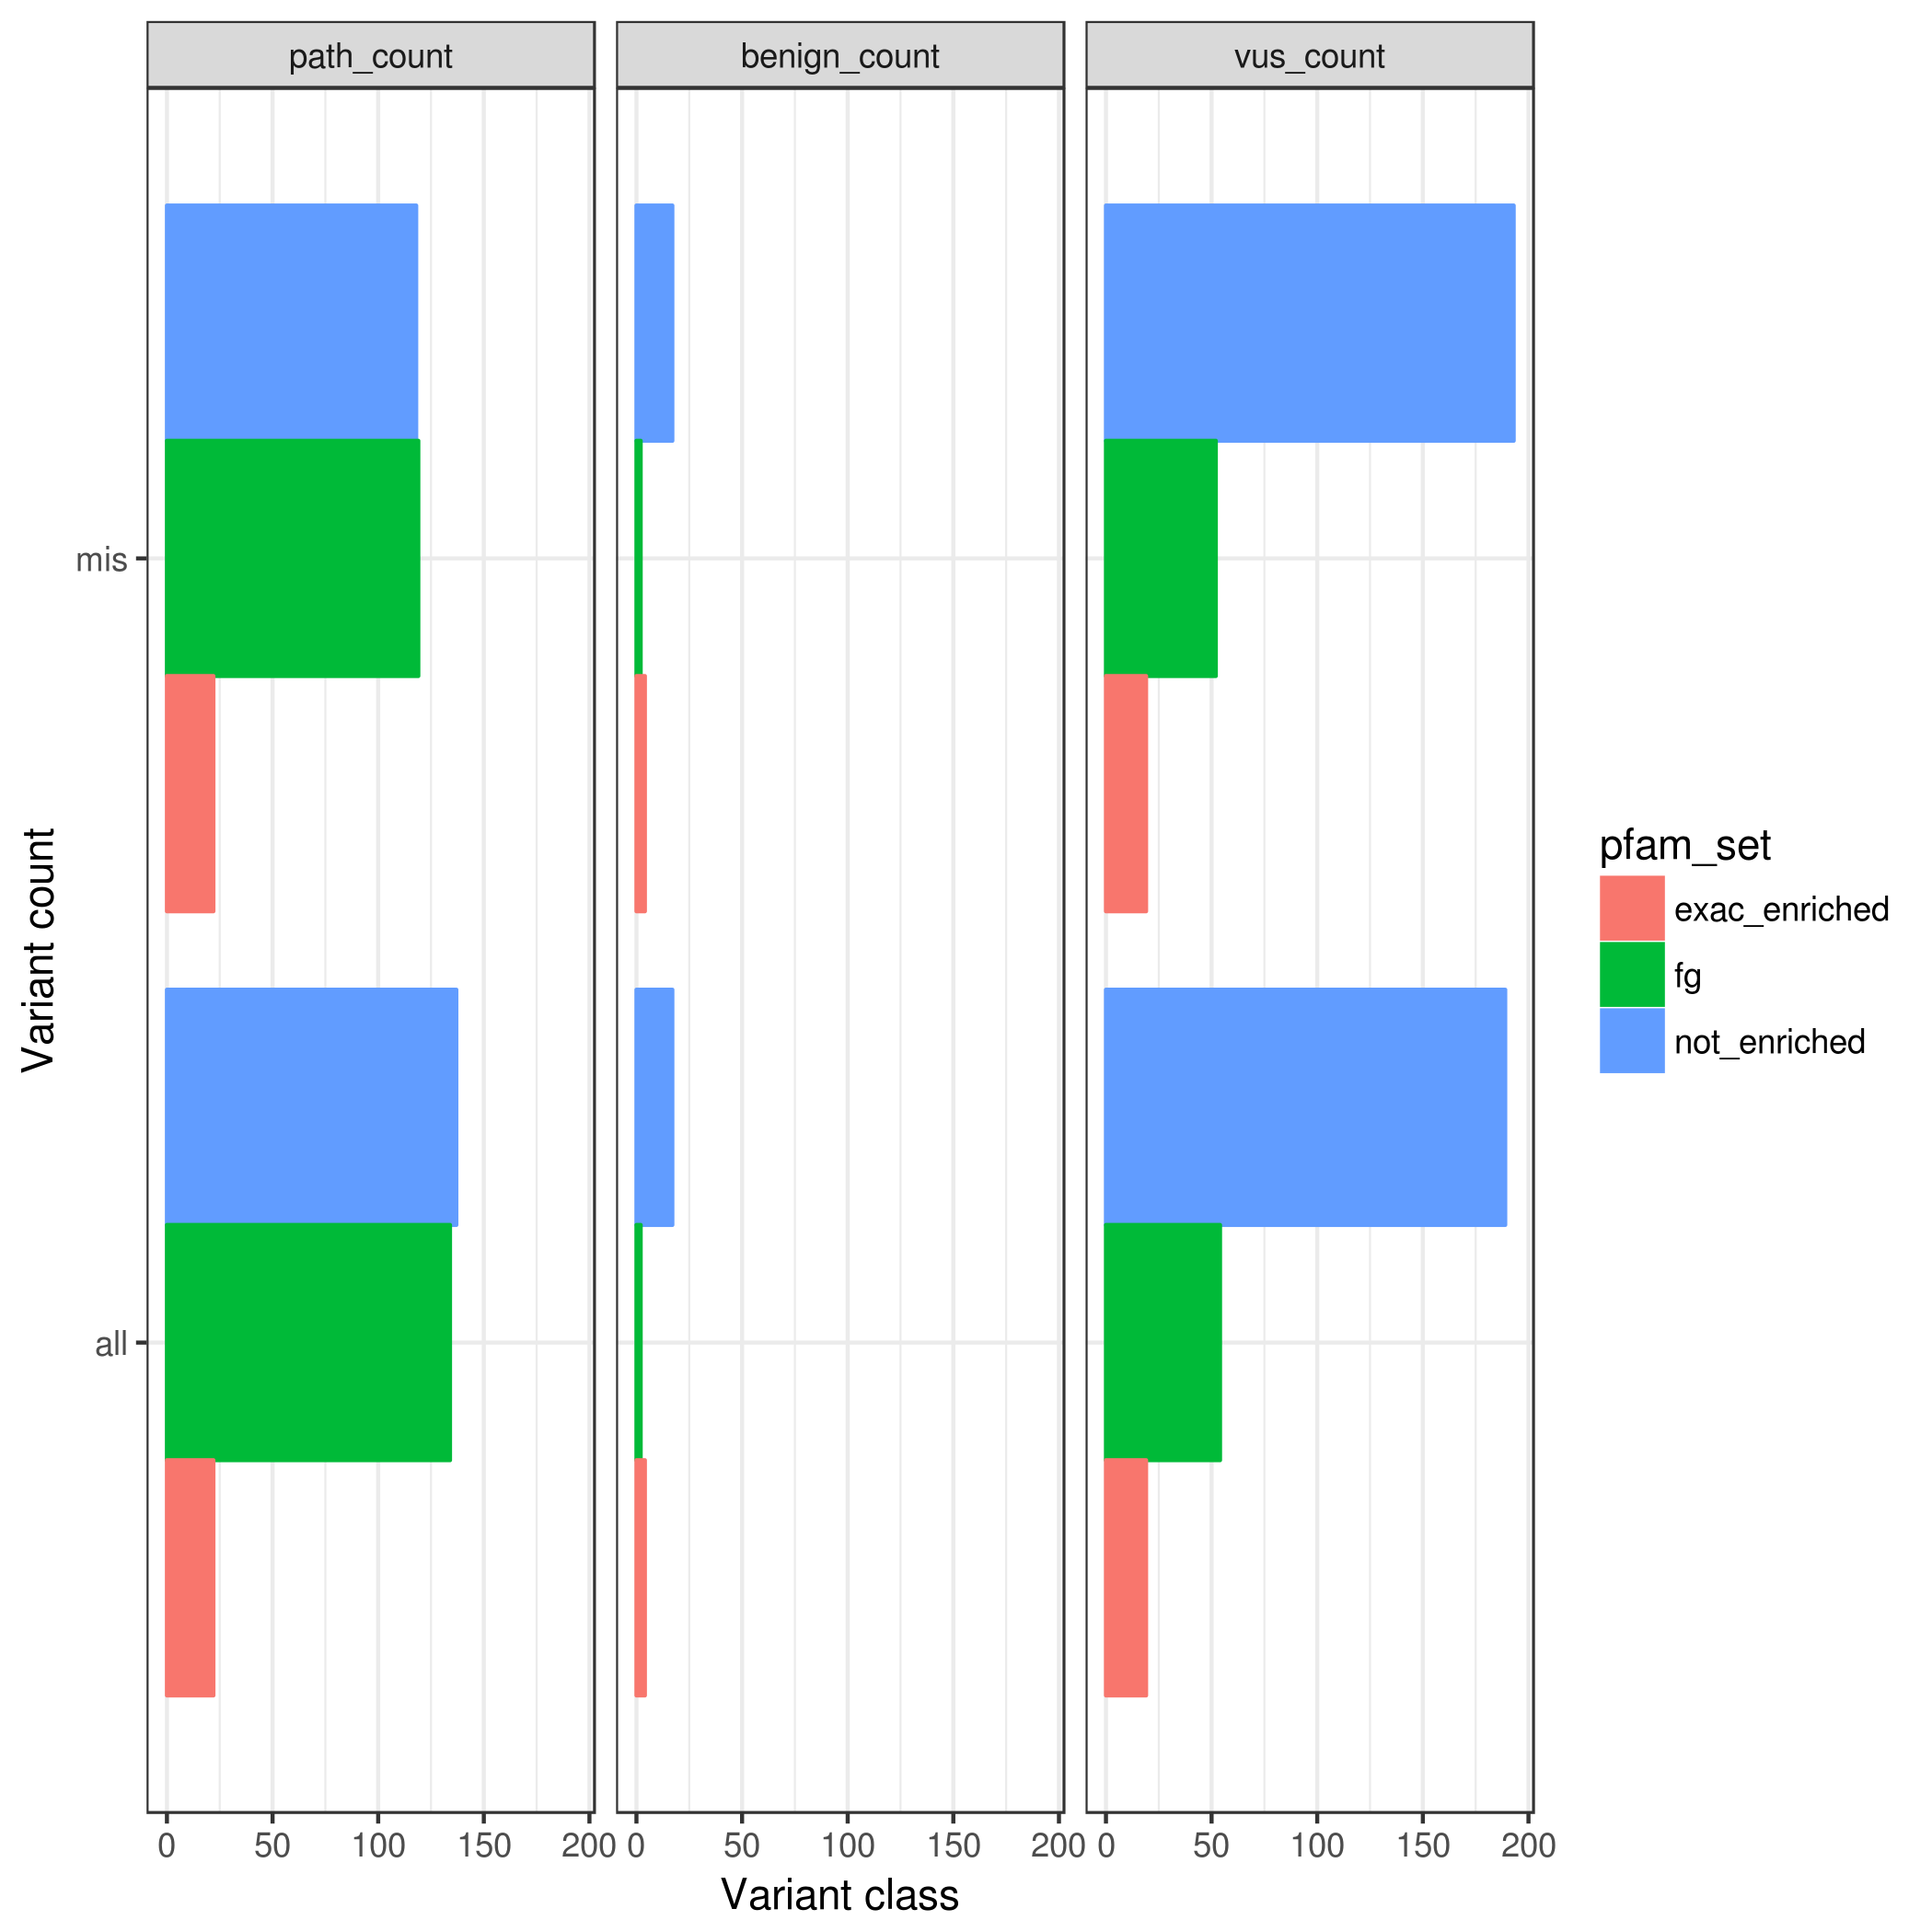 path_count
benign_count
vus_count
mis
all
Variant count
0 50 100 150 200
0 50 100 150 200
0 50 100 150 200
Variant class
pfam_set
exac_enriched
fg
not_enriched